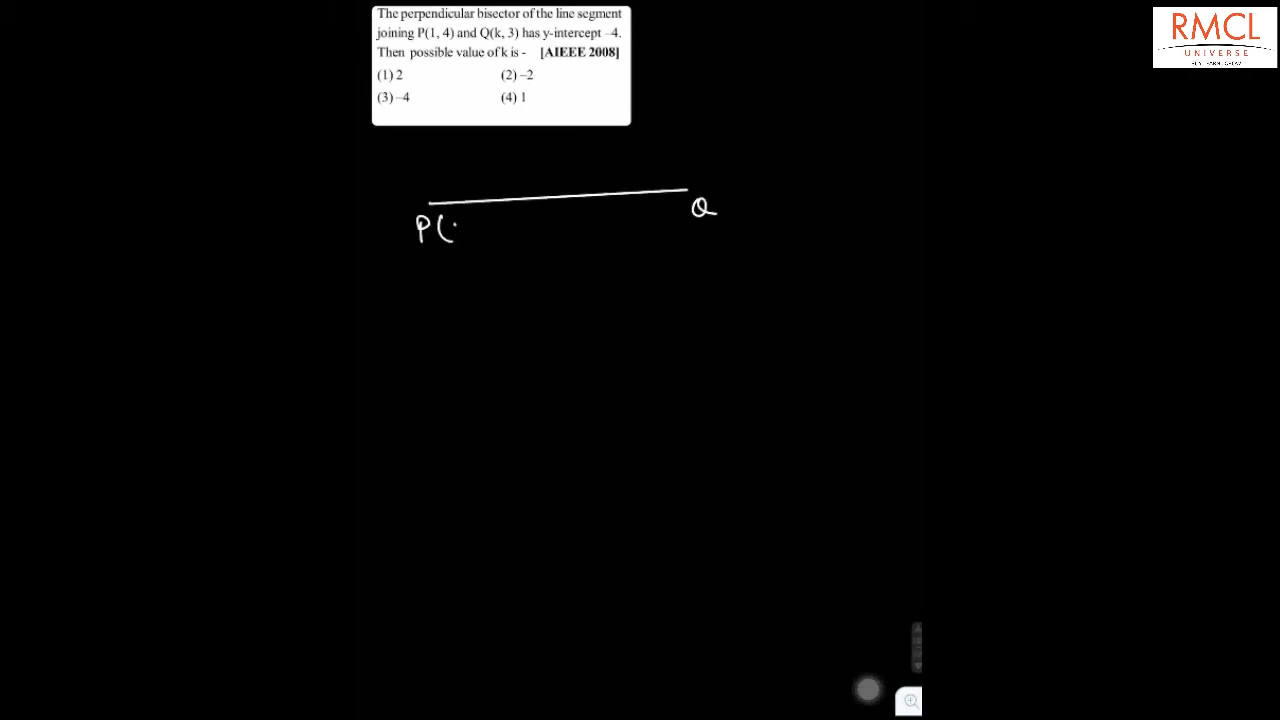 The perpendicular bisector of the line segment
joining P(1, 4) and Q(k, 3) has y-intercept –4.
Then possible value of k is - [AIEEE 2008]
(1) 2 (2) –2
(3) –4 (4) 1
RMCL
UNIVERSE
P(
Q